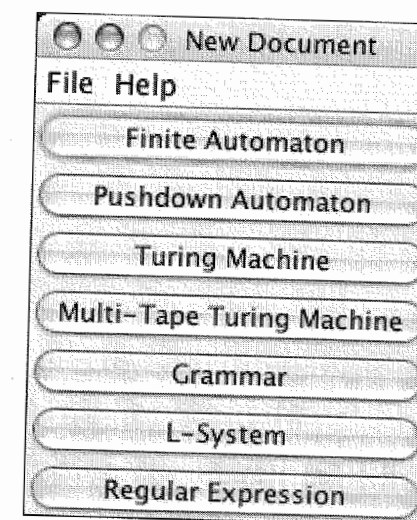 New Document
File Help
Finite Automaton
Pushdown Automaton
Turing Machine
Multi-Tape Turing Machine
Grammar
L-System
Regular Expression